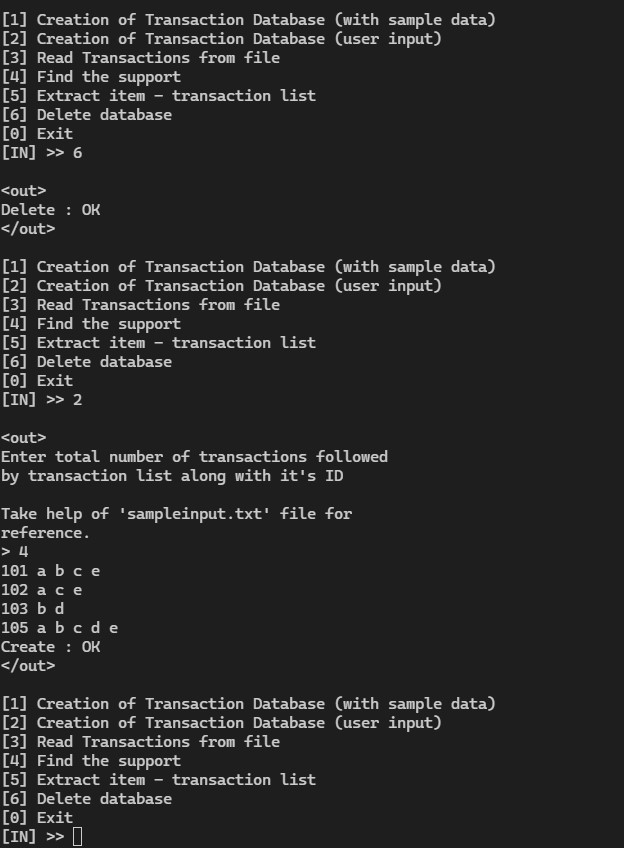 [1] Creation of Transaction Database (with sample data)
[2] Creation of Transaction Database (user input)
[3] Read Transactions from file
[4] Find the support
[5] Extract item - transaction list
[6] Delete database
[0] Exit
[IN] >> 6
<out>
Delete : OK
</out>
[1] Creation of Transaction Database (with sample data)
[2] Creation of Transaction Database (user input)
[3] Read Transactions from file
[4] Find the support
[5] Extract item - transaction list
[6] Delete database
[0] Exit
[IN] >> 2
<out>
Enter total number of transactions followed
by transaction list along with it's ID
Take help of 'sampleinput.txt' file for
reference.
> 4
101 a b c e
102 a c e
103 b d
105 a b c d e
Create : OK
</out>
[1] Creation of Transaction Database (with sample data)
[2] Creation of Transaction Database (user input)
[3] Read Transactions from file
[4] Find the support
[5] Extract item - transaction list
[6] Delete database
[0] Exit
[IN] >>